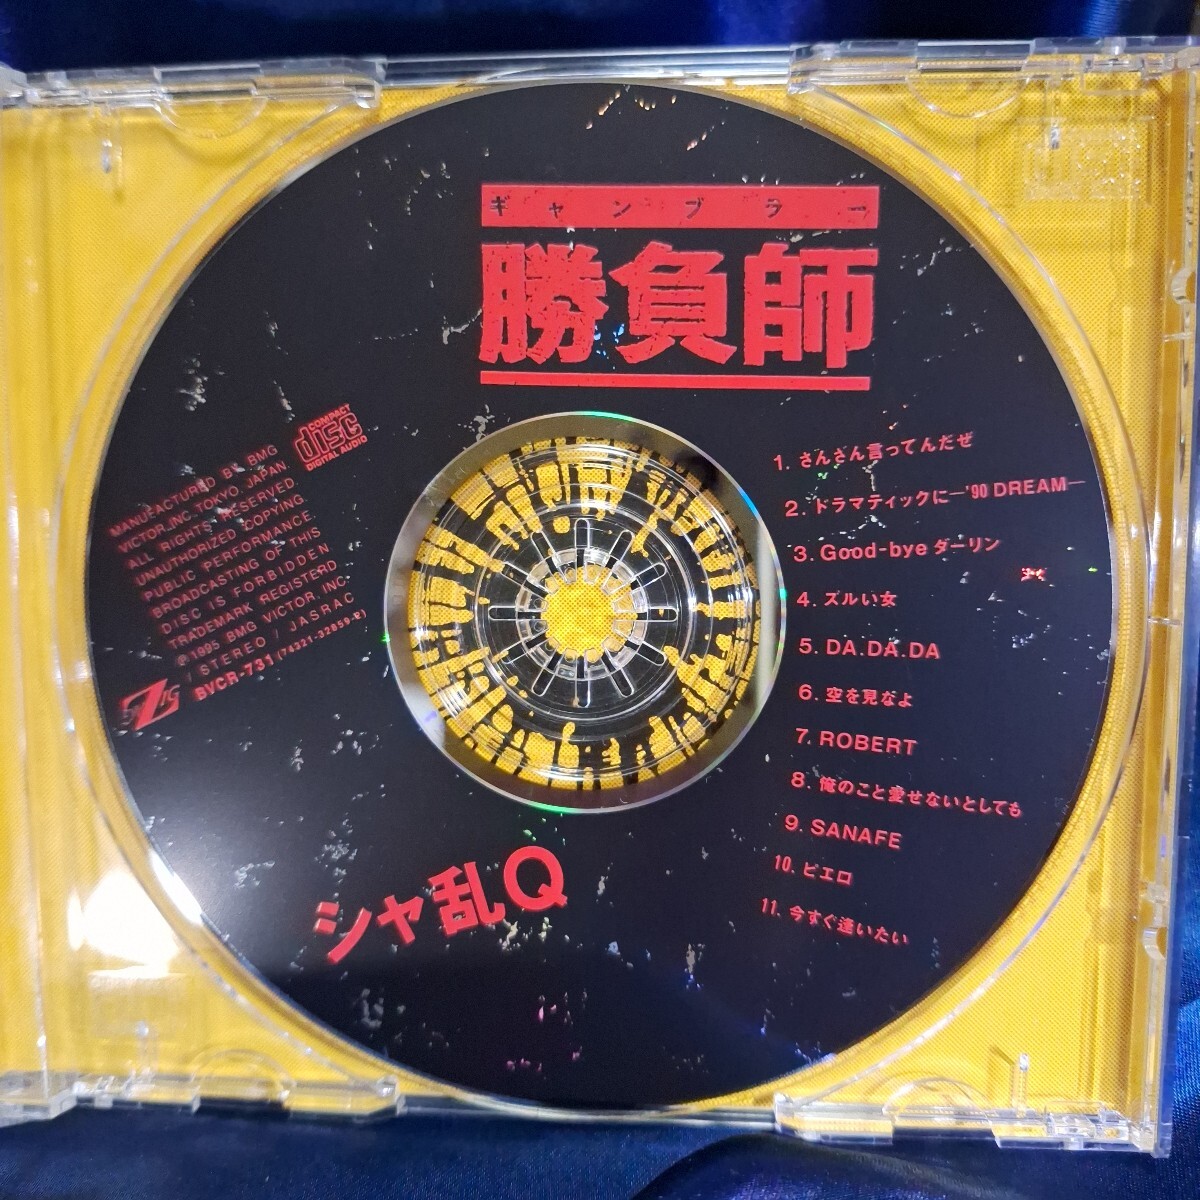 ギャンブラー
勝負師
COMPACT
disc
DIGITAL AUDIO
MANUFACTURED BY BMG
VICTOR,INC.TOKYO,JAPAN.
ALL RIGHTS RESERVED.
UNAUTHORIZED COPYING,
PUBLIC PERFORMANCE,
BROADCASTING OF THIS
DISC IS FORBIDDEN.
TRADEMARK REGISTERD
℗1995 BMG VICTOR, INC.
/ STEREO / JASRAC
BVCR-731
1. さんざん言ってんだぜ
2. ドラマティックに—'90 DREAM—
3. Good-bye ダーリン
4. ズルい女
5. DA.DA.DA
6. 空を見なよ
7. ROBERT
8. 俺のこと愛せないとしても
9. SANAFE
10. ピエロ
11. 今すぐ逢いたい
シャ乱Q